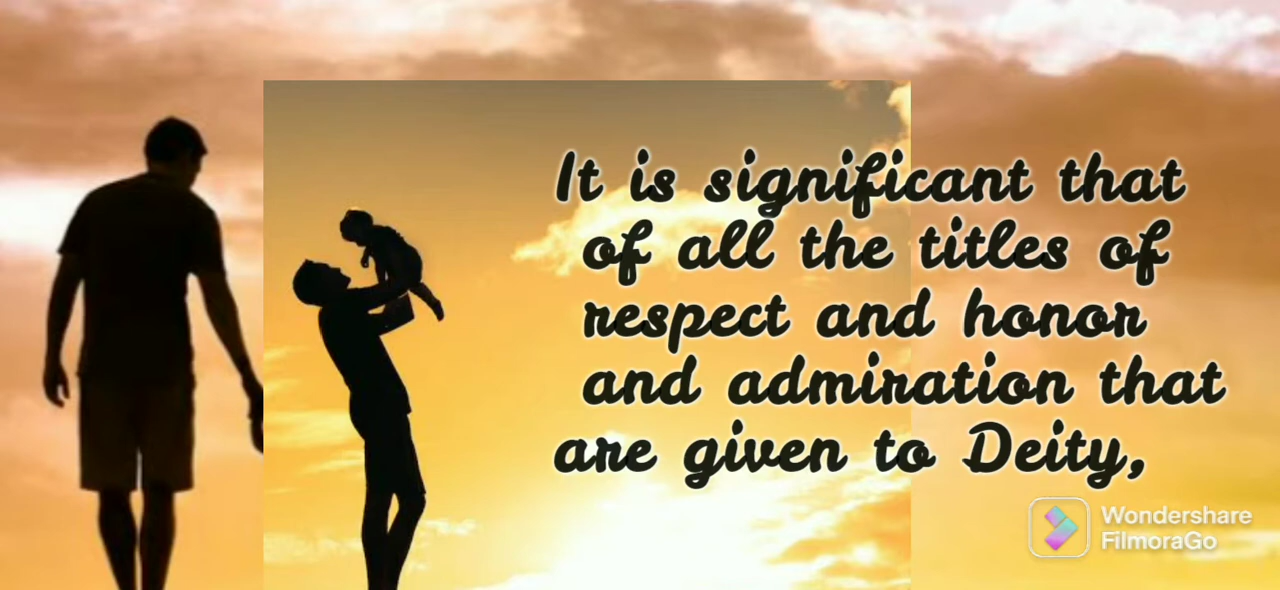 It is significant that
of all the titles of
respect and honor
and admiration that
are given to Deity,
Wondershare
FilmoraGo